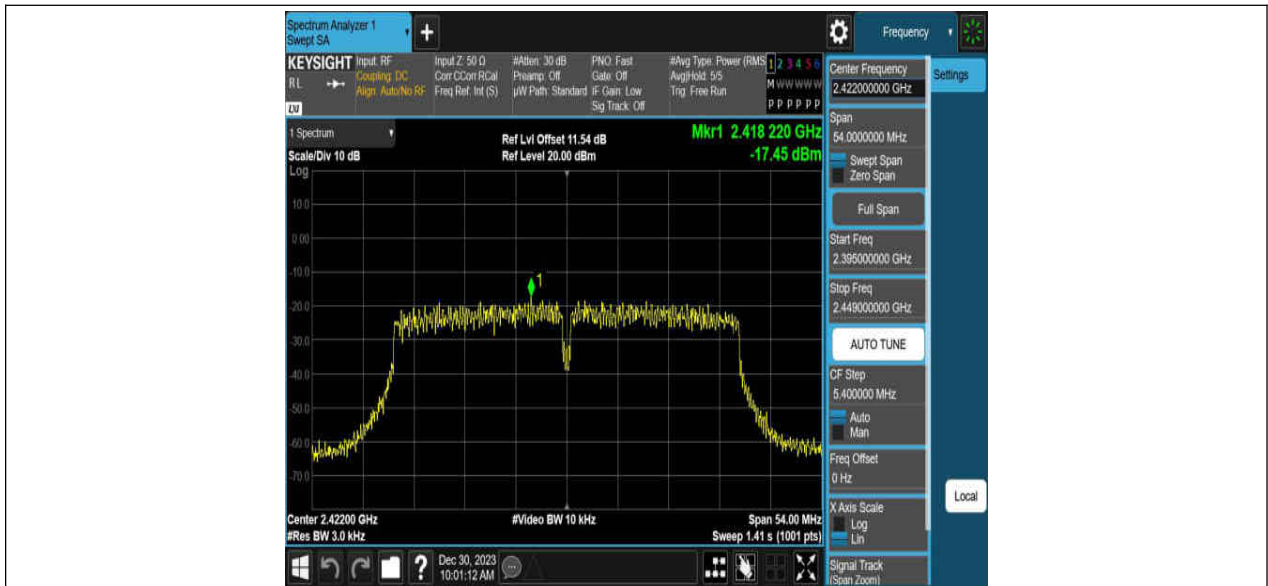 Spectrum Analyzer 1
Swept SA
+
Frequency
KEYSIGHT
RL
LXI
Input: RF
Coupling: DC
Align: Auto/No RF
Input Z: 50 Ω
Corr CCorr RCal
Freq Ref: Int (S)
#Atten: 30 dB
Preamp: Off
µW Path: Standard
PNO: Fast
Gate: Off
IF Gain: Low
Sig Track: Off
#Avg Type: Power (RMS
Avg|Hold: 5/5
Trig: Free Run
1 2 3 4 5 6
M W W W W W
P P P P P P
1 Spectrum
Scale/Div 10 dB
Ref Lvl Offset 11.54 dB
Ref Level 20.00 dBm
Mkr1 2.418 220 GHz
-17.45 dBm
Log
10.0
0.00
-10.0
-20.0
-30.0
-40.0
-50.0
-60.0
-70.0
1
Center 2.42200 GHz
#Res BW 3.0 kHz
#Video BW 10 kHz
Span 54.00 MHz
Sweep 1.41 s (1001 pts)
Center Frequency
2.422000000 GHz
Settings
Span
54.0000000 MHz
Swept Span
Zero Span
Full Span
Start Freq
2.395000000 GHz
Stop Freq
2.449000000 GHz
AUTO TUNE
CF Step
5.400000 MHz
Auto
Man
Freq Offset
0 Hz
X Axis Scale
Log
Lin
Local
Signal Track
(Span Zoom)
?
Dec 30, 2023
10:01:12 AM